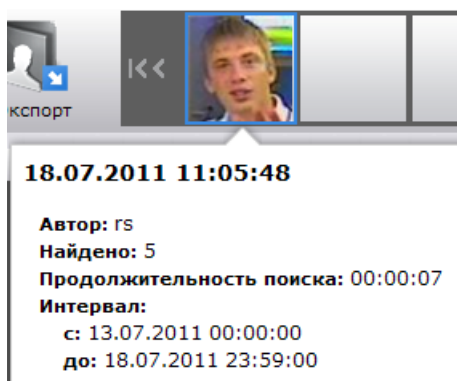 кспорт
18.07.2011 11:05:48
Автор: rs
Найдено: 5
Продолжительность поиска: 00:00:07
Интервал:
с: 13.07.2011 00:00:00
до: 18.07.2011 23:59:00